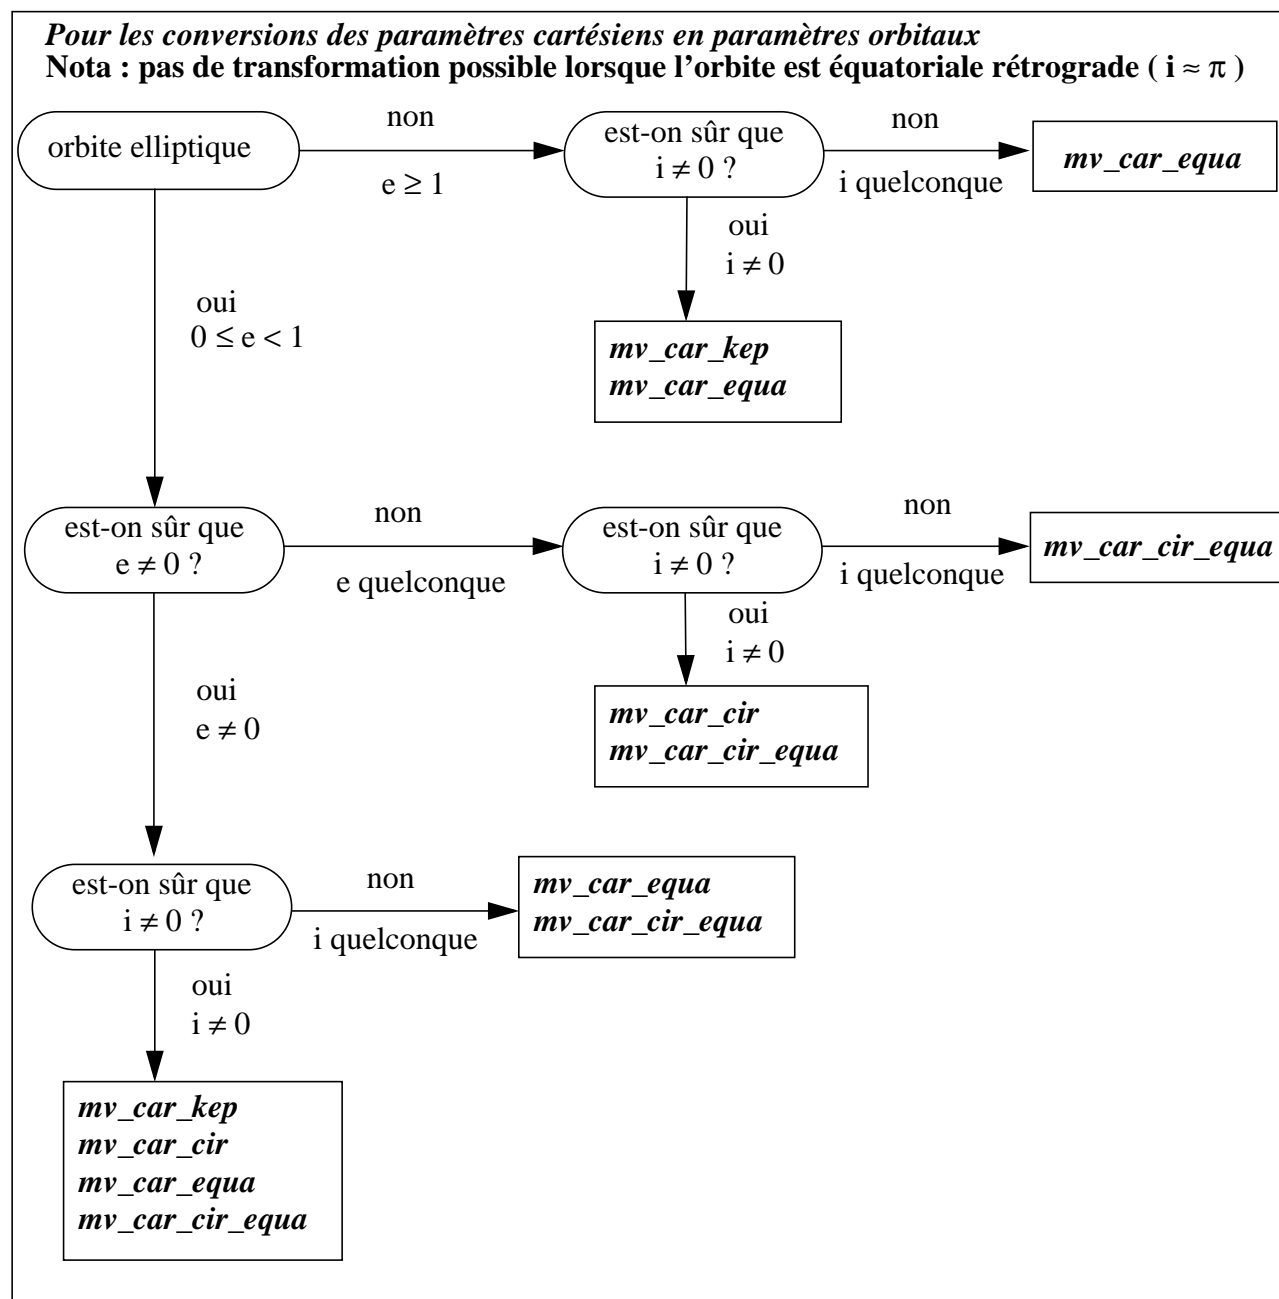 Pour les conversions des paramètres cartésiens en paramètres orbitaux
Nota : pas de transformation possible lorsque l’orbite est équatoriale rétrograde ( i ≈ π )
orbite elliptique
non
e ≥ 1
est-on sûr que
i ≠ 0 ?
non
i quelconque
mv_car_equa
oui
i ≠ 0
mv_car_kep
mv_car_equa
oui
0 ≤ e < 1
est-on sûr que
e ≠ 0 ?
non
e quelconque
est-on sûr que
i ≠ 0 ?
non
i quelconque
mv_car_cir_equa
oui
i ≠ 0
mv_car_cir
mv_car_cir_equa
oui
e ≠ 0
est-on sûr que
i ≠ 0 ?
non
i quelconque
mv_car_equa
mv_car_cir_equa
oui
i ≠ 0
mv_car_kep
mv_car_cir
mv_car_equa
mv_car_cir_equa